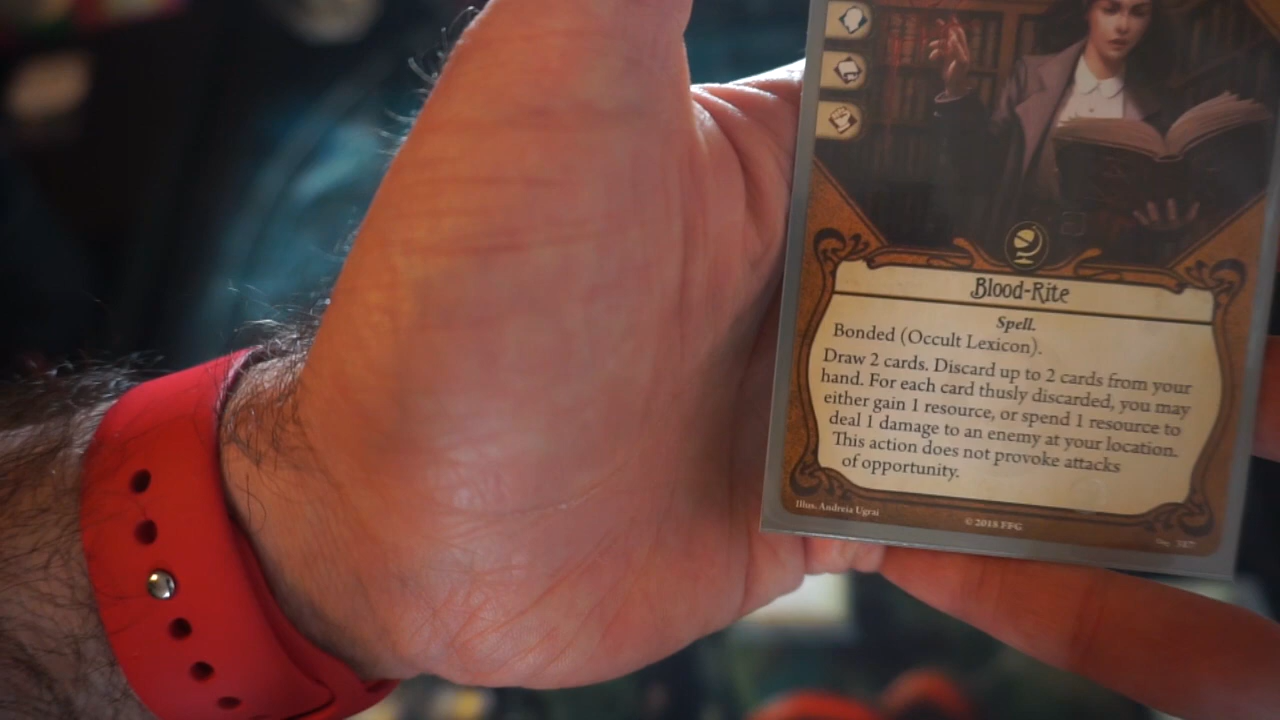 Blood-Rite
Spell.
Bonded (Occult Lexicon).
Draw 2 cards. Discard up to 2 cards from your
hand. For each card thusly discarded, you may
either gain 1 resource, or spend 1 resource to
deal 1 damage to an enemy at your location.
This action does not provoke attacks
of opportunity.
Illus. Andreia Ugrai
© 2018 FFG